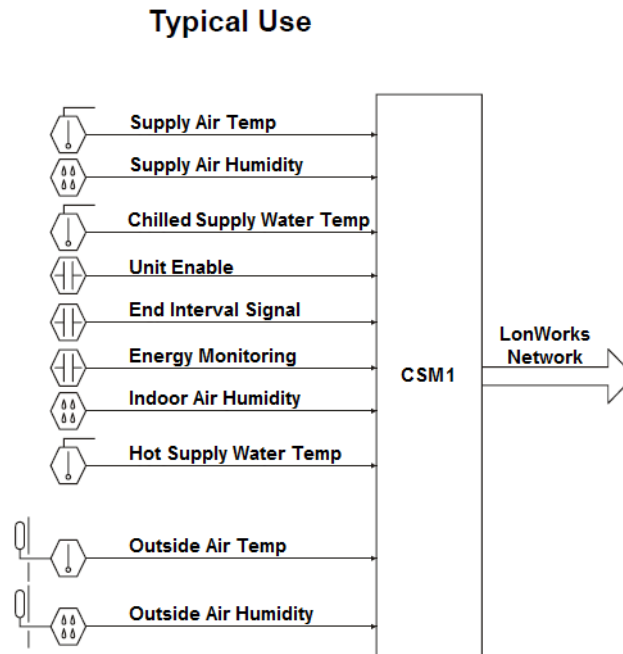 Typical Use
Supply Air Temp
Supply Air Humidity
Chilled Supply Water Temp
Unit Enable
End Interval Signal
LonWorks
Network
Energy Monitoring
CSM1
Indoor Air Humidity
Hot Supply Water Temp
Outside Air Temp
Outside Air Humidity